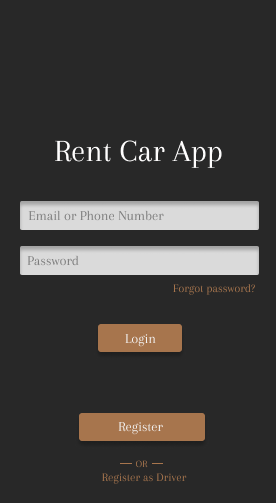 Rent Car App
Email or Phone Number
Password
Forgot password?
Login
Register
— OR —
Register as Driver